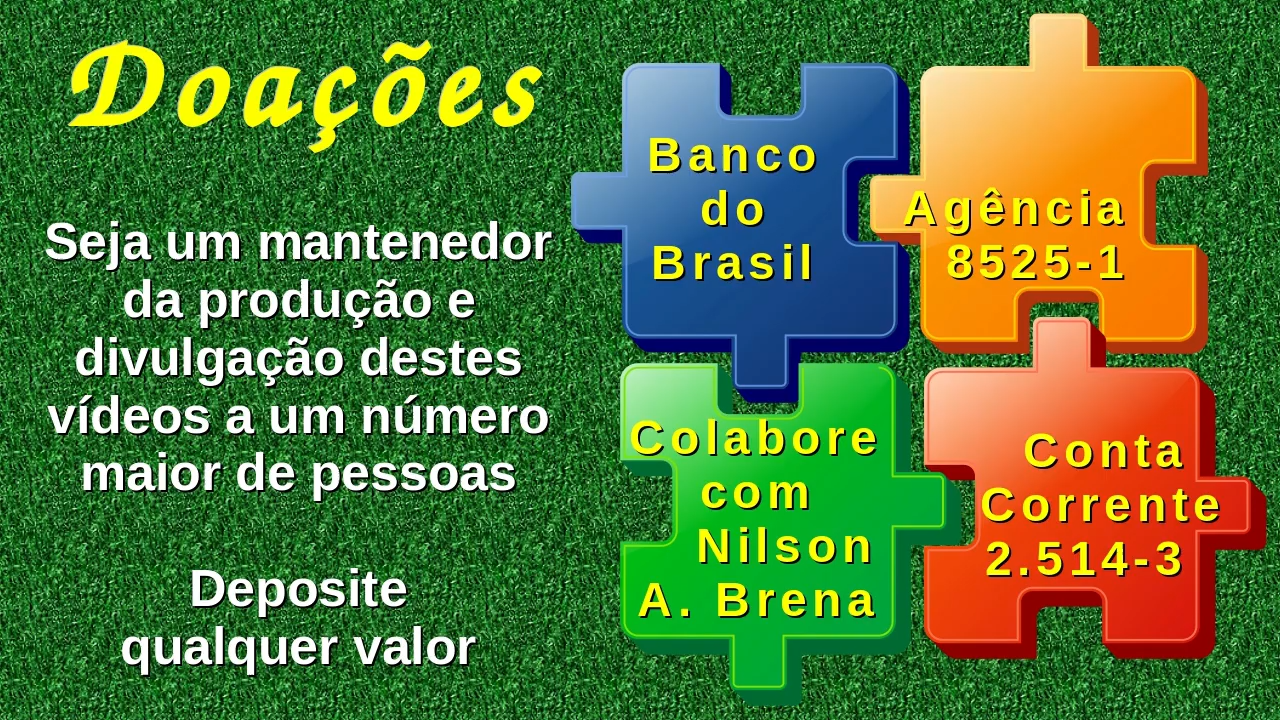 Doações
Seja um mantenedor
da produção e
divulgação destes
vídeos a um número
maior de pessoas
Deposite
qualquer valor
Banco
do
Brasil
Agência
8525-1
Colabore
com
Nilson
A. Brena
Conta
Corrente
2.514-3